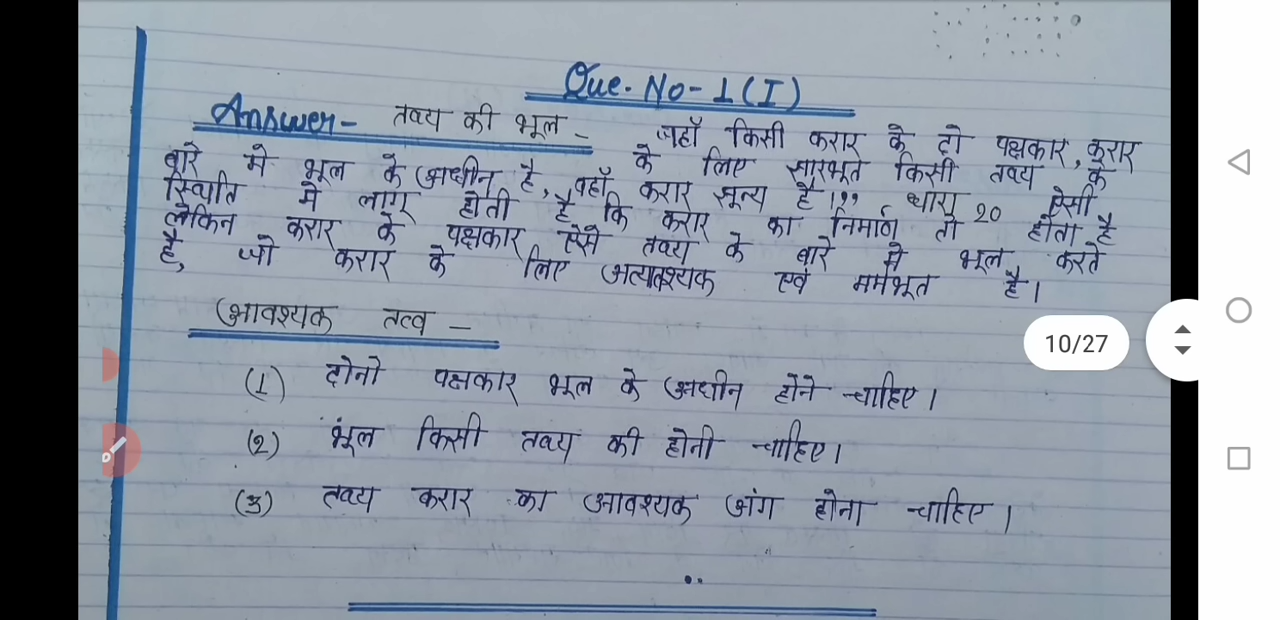 Que. No - 1 (I)
Answer - तथ्य की भूल - जहाँ किसी करार के दो पक्षकार, करार
के लिए सारभूत किसी तथ्य के
बारे मे भूल के अधीन है, वहाँ करार शून्य है।,, धारा 20 ऐसी
स्थिति में लागू होती है कि करार का निर्माण तो होता है
लेकिन करार के पक्षकार ऐसे तथ्य के बारे मे भूल करते
है, जो करार के लिए अत्यावश्यक एवं मर्मभूत है।
आवश्यक तत्व -
(1) दोनो पक्षकार भूल के अधीन होने चाहिए।
(2) भूंल किसी तथ्य की होनी चाहिए।
(3) तथ्य करार का आवश्यक अंग होना चाहिए।
10/27